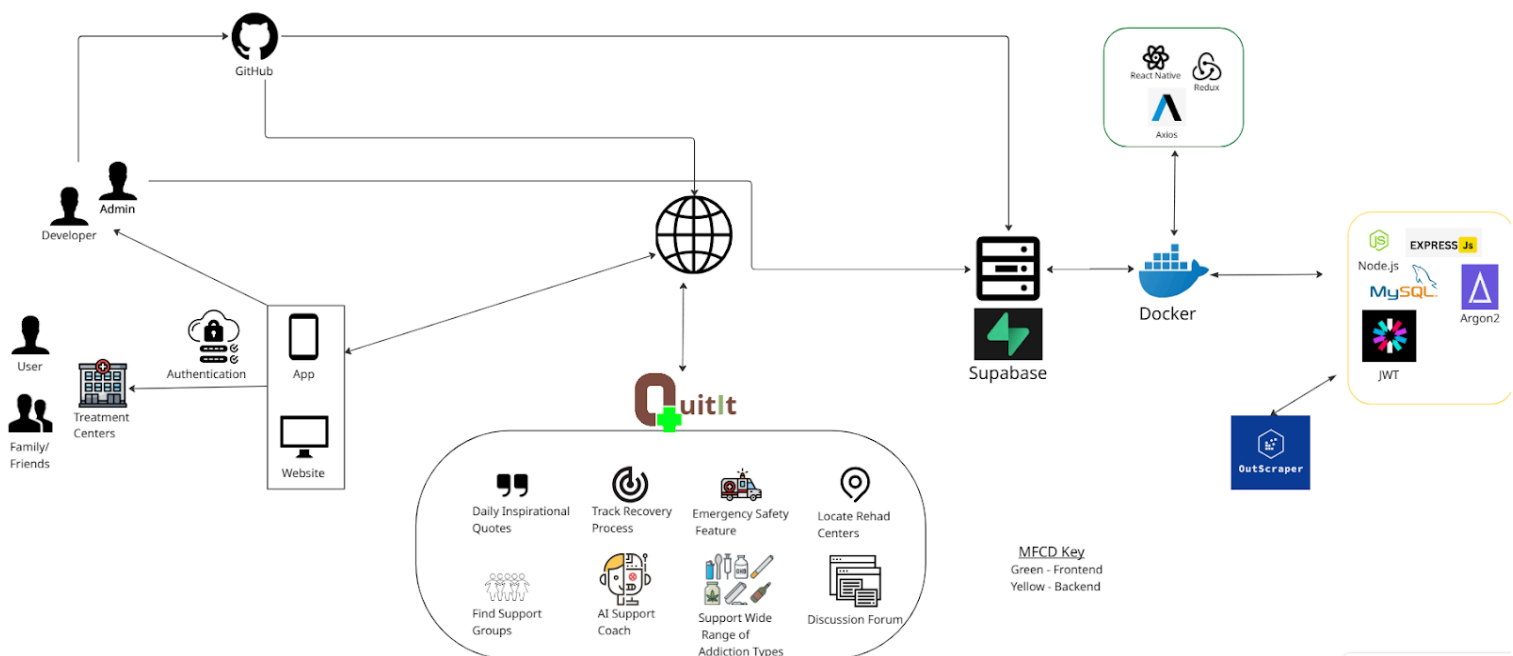 GitHub
React Native
Redux
Axios
Admin
Developer
JS
EXPRESS Js
Node.js
MySQL
Argon2
JWT
Docker
Supabase
User
Authentication
App
Treatment
Centers
Family/
Friends
Website
QuitIt
OutScraper
Daily Inspirational
Quotes
Track Recovery
Process
Emergency Safety
Feature
Locate Rehad
Centers
Find Support
Groups
AI Support
Coach
GHB
Support Wide
Range of
Addiction Types
Discussion Forum
MFCD Key
Green - Frontend
Yellow - Backend